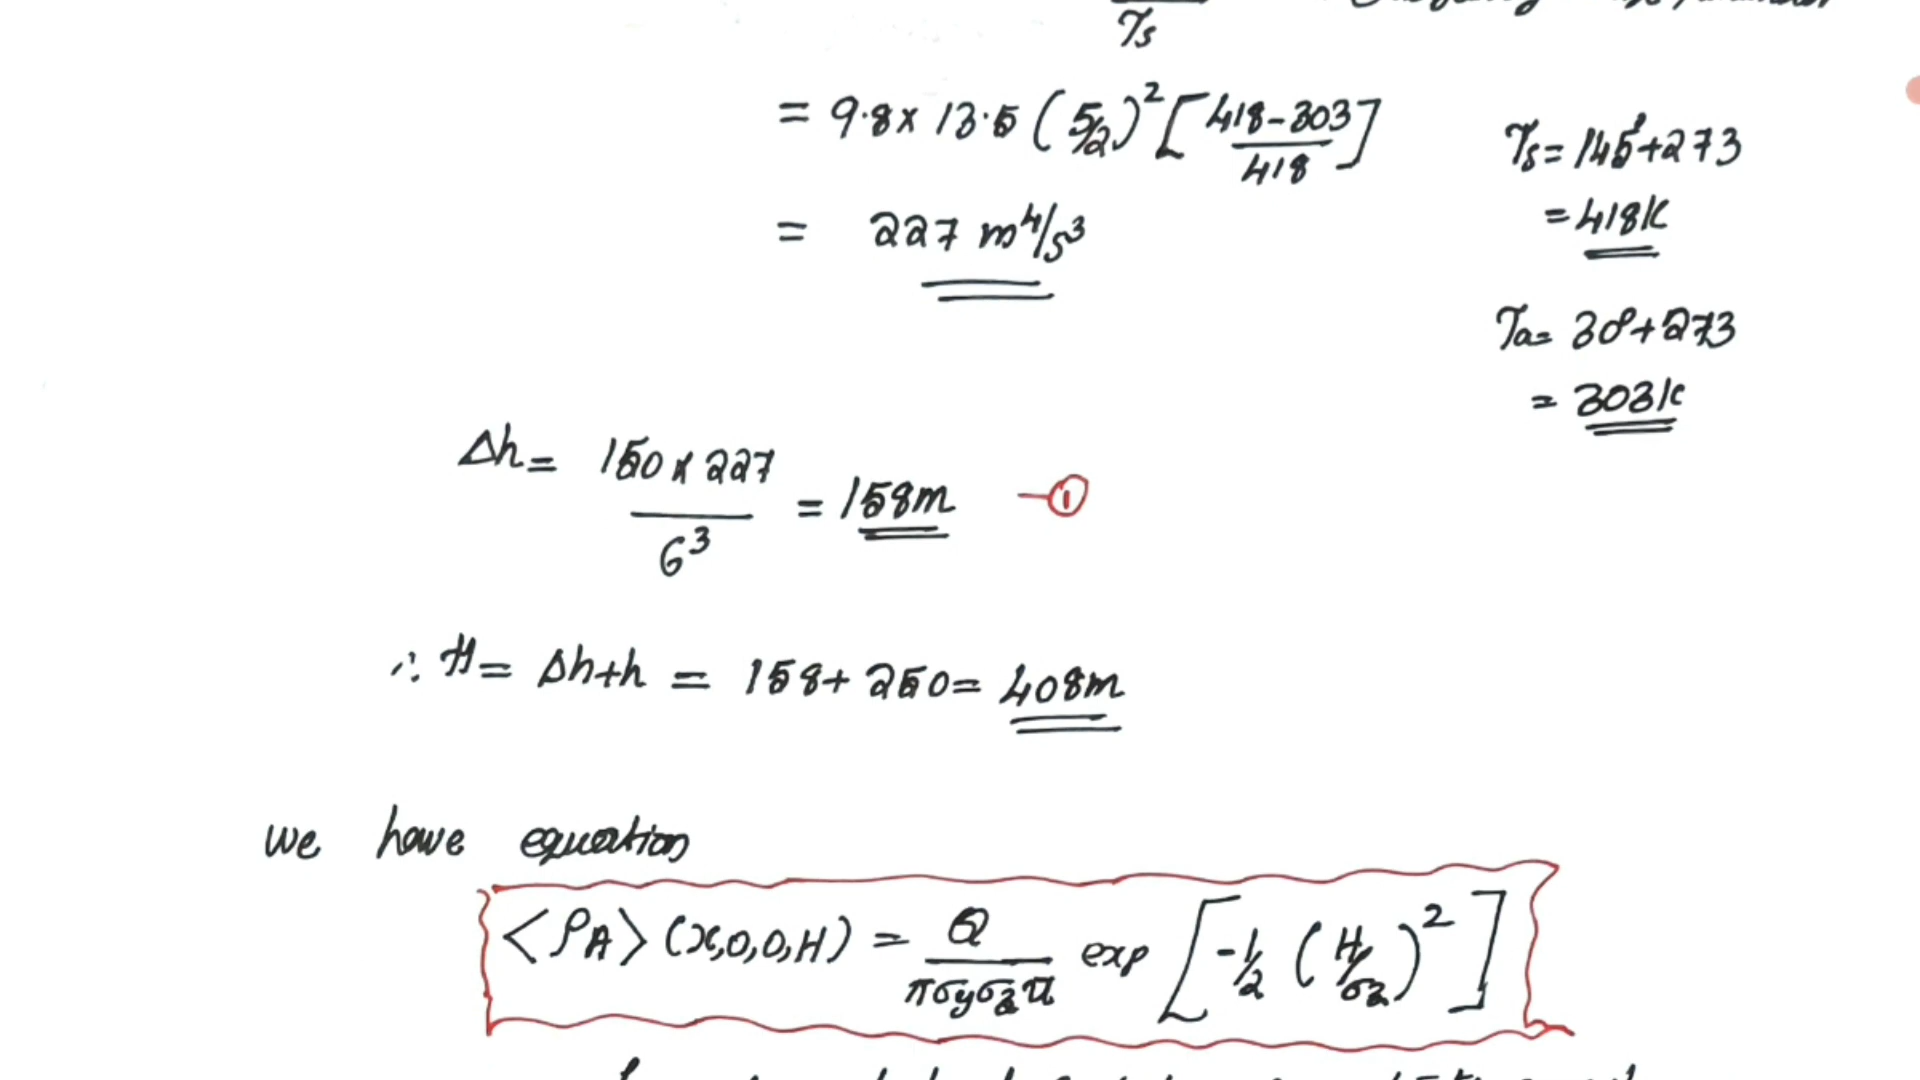 Ts
= 9.8 x 13.5 (5/2)² [ (418-303)/418 ]
Ts = 145° + 273
= 418K
= 227 m⁴/s³
Ta = 30° + 273
= 303K
Δh = (150 x 227)/6³ = 158m —①
∴ H = Δh+h = 158 + 250 = 408m
we have equation
<ρA> (x,0,0,H) = Q/(πσyσzū) exp [ -1/2 (H/σz)² ]